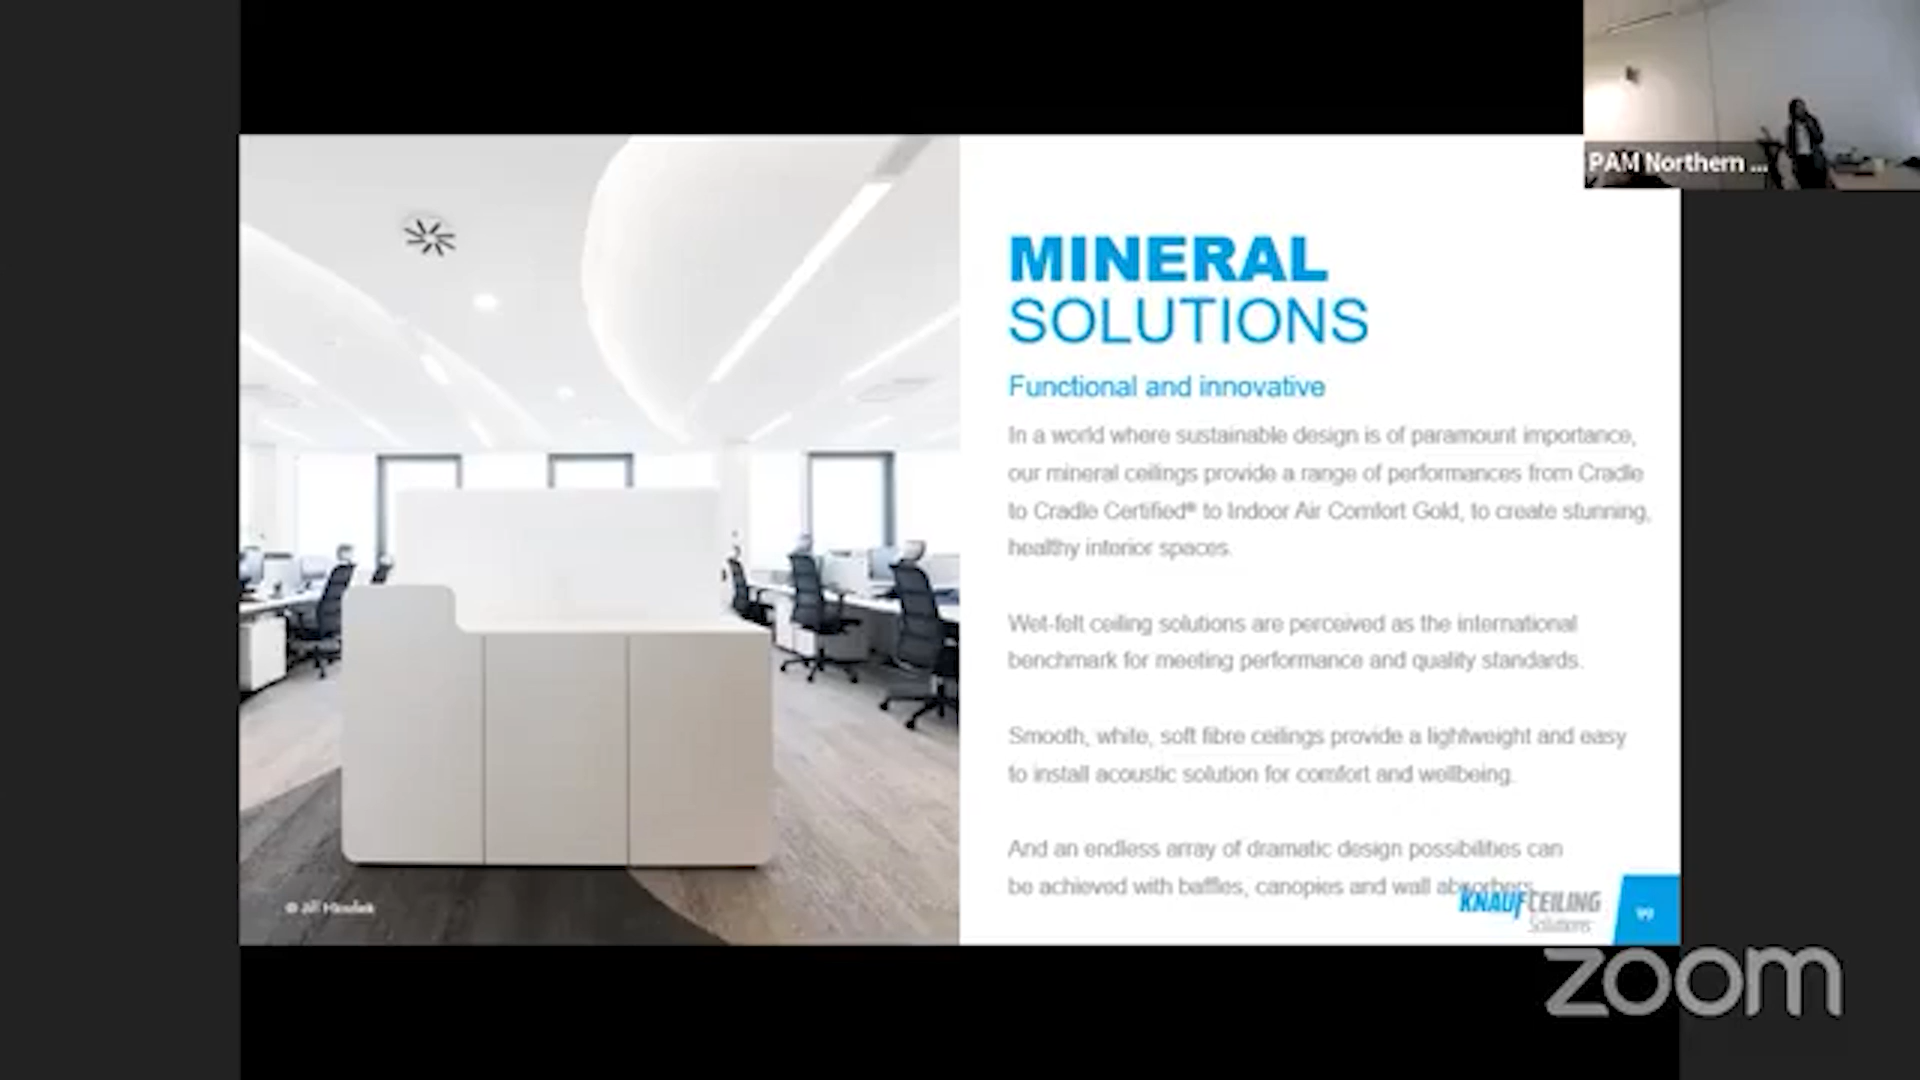 PAM Northern ...
MINERAL
SOLUTIONS
Functional and innovative
In a world where sustainable design is of paramount importance,
our mineral ceilings provide a range of performances from Cradle
to Cradle Certified® to Indoor Air Comfort Gold, to create stunning,
healthy interior spaces.
Wet-felt ceiling solutions are perceived as the international
benchmark for meeting performance and quality standards.
Smooth, white, soft fibre ceilings provide a lightweight and easy
to install acoustic solution for comfort and wellbeing.
And an endless array of dramatic design possibilities can
be achieved with baffles, canopies and wall absorbers.
KNAUF CEILING
Solutions
zoom